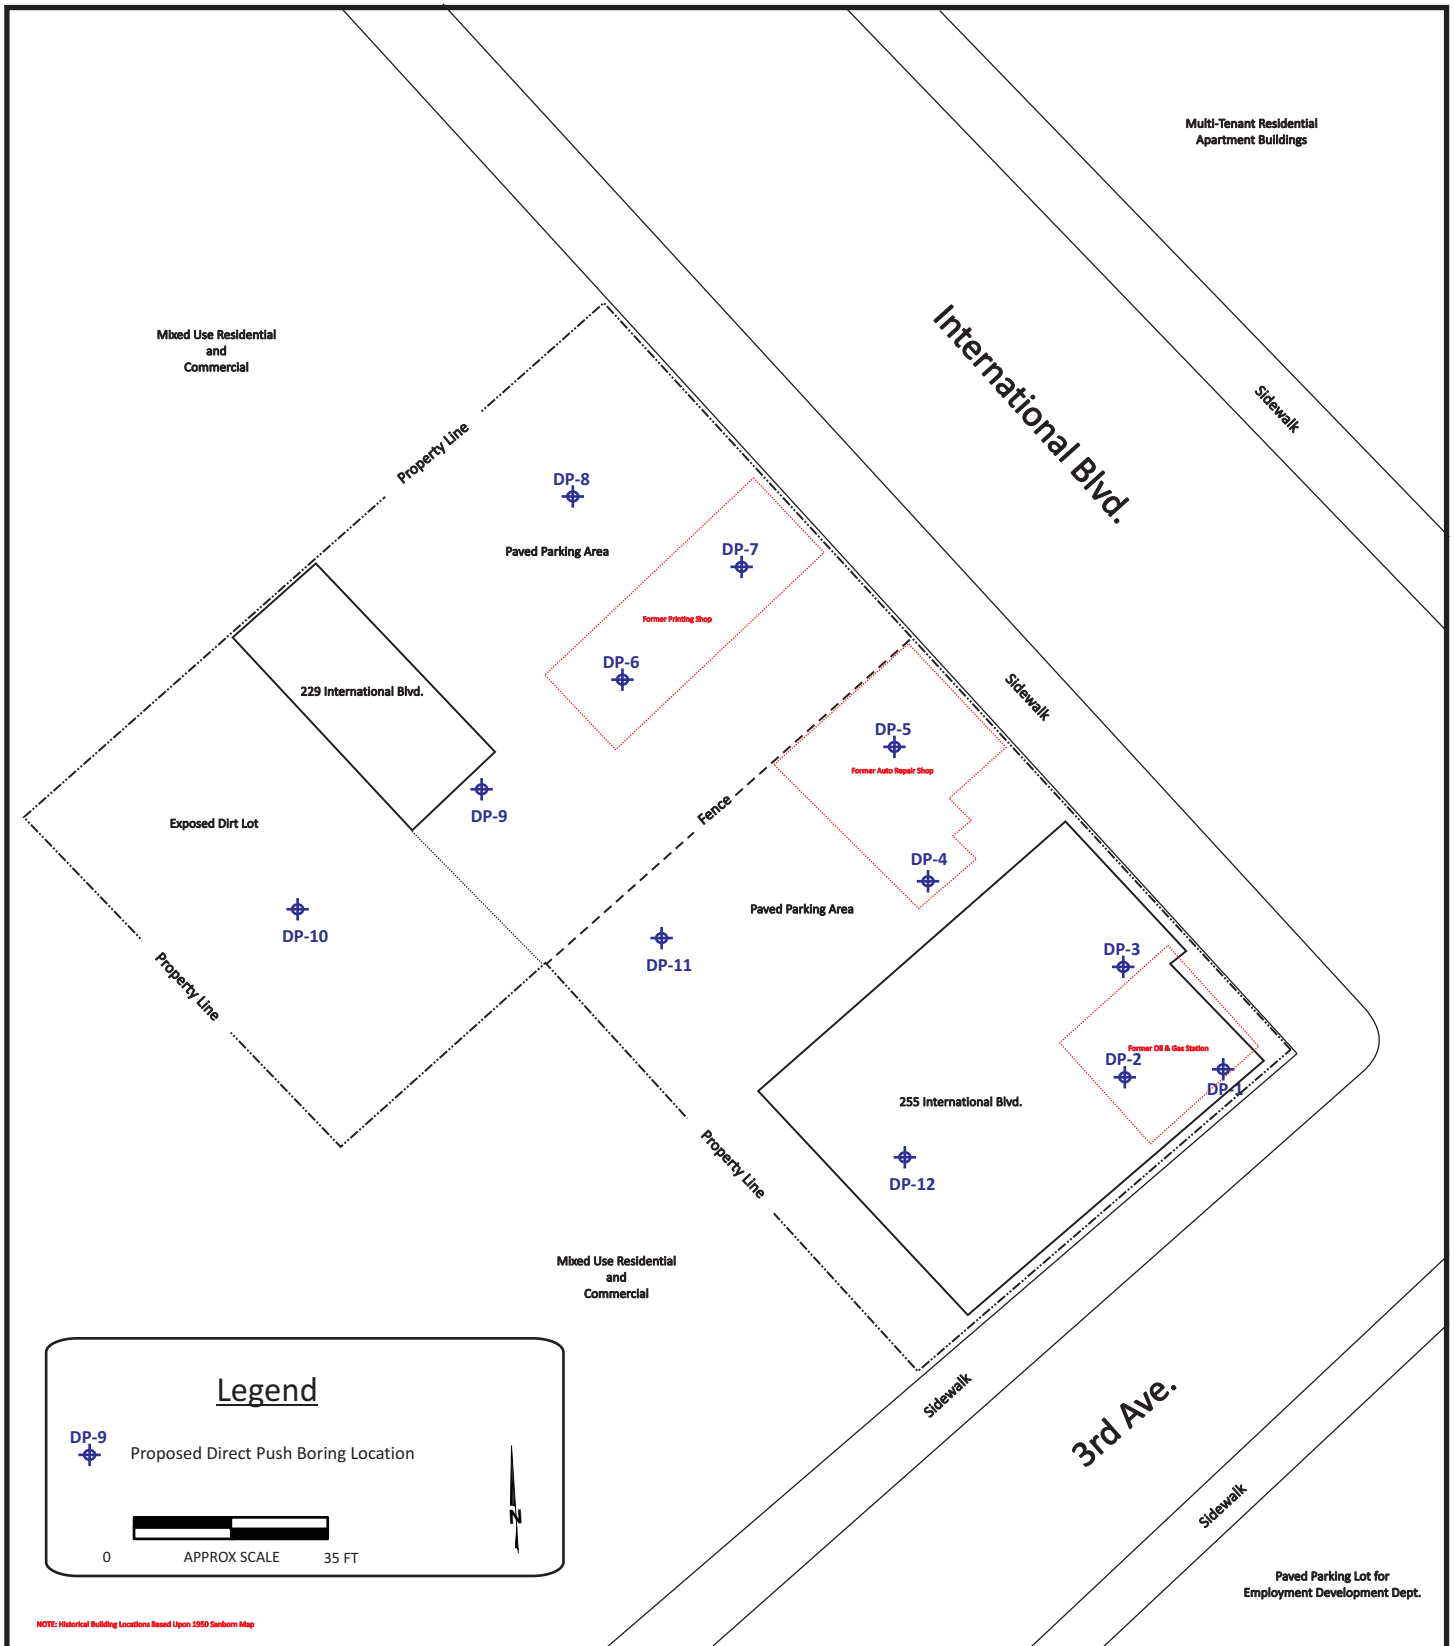 Multi-Tenant Residential
Apartment Buildings
Mixed Use Residential
and
Commercial
International Blvd.
Sidewalk
Property Line
DP-8
Paved Parking Area
DP-7
Former Printing Shop
DP-6
229 International Blvd.
Sidewalk
DP-5
Former Auto Repair Shop
DP-9
Fence
Exposed Dirt Lot
DP-4
Paved Parking Area
DP-10
DP-11
DP-3
Property Line
Former Oil & Gas Station
DP-2
DP-1
255 International Blvd.
Property Line
DP-12
Mixed Use Residential
and
Commercial
Sidewalk
3rd Ave.
Sidewalk
Legend
DP-9
Proposed Direct Push Boring Location
N
0
APPROX SCALE
35 FT
Paved Parking Lot for
Employment Development Dept.
NOTE: Historical Building Locations Based Upon 1950 Sanborn Map